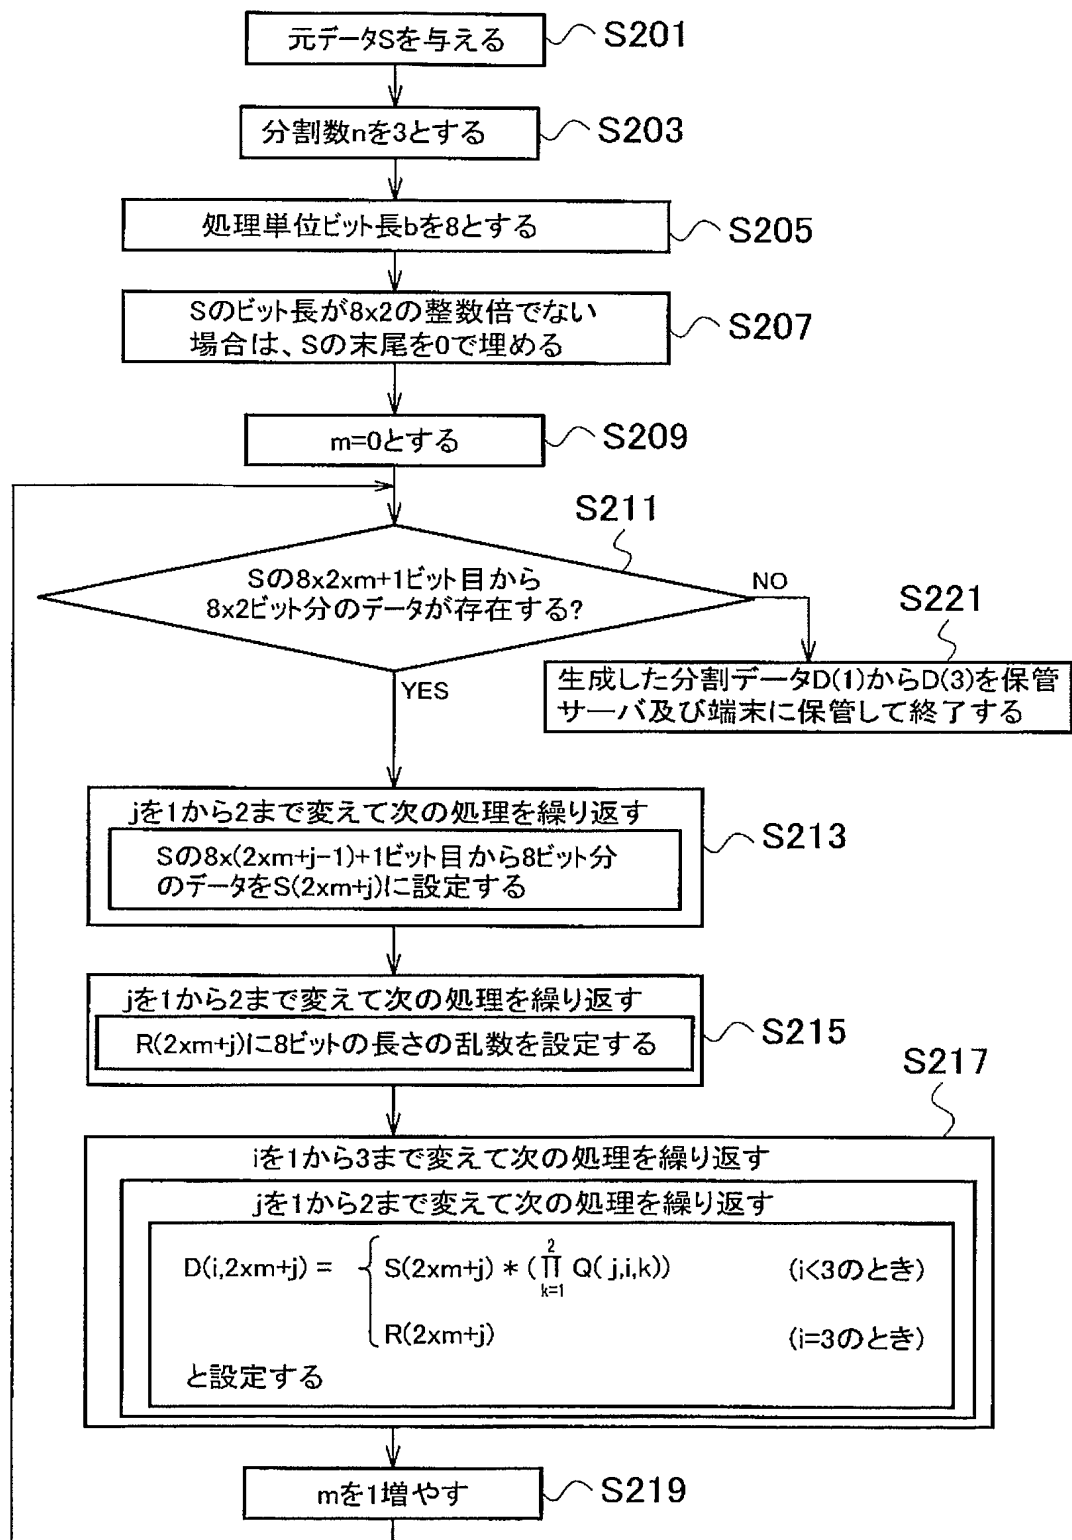 元データSを与える
S201
分割数nを3とする
S203
処理単位ビット長bを8とする
S205
Sのビット長が8x2の整数倍でない
場合は、Sの末尾を0で埋める
S207
m=0とする
S209
S211
Sの8x2xm+1ビット目から
8x2ビット分のデータが存在する?
NO
YES
S221
生成した分割データD(1)からD(3)を保管
サーバ及び端末に保管して終了する
jを1から2まで変えて次の処理を繰り返す
Sの8x(2xm+j-1)+1ビット目から8ビット分
のデータをS(2xm+j)に設定する
S213
jを1から2まで変えて次の処理を繰り返す
R(2xm+j)に8ビットの長さの乱数を設定する
S215
S217
iを1から3まで変えて次の処理を繰り返す
jを1から2まで変えて次の処理を繰り返す
D(i,2xm+j) = { S(2xm+j) * (∏ k=1 2 Q( j,i,k)) (i<3のとき)
R(2xm+j) (i=3のとき)
と設定する
mを1増やす
S219